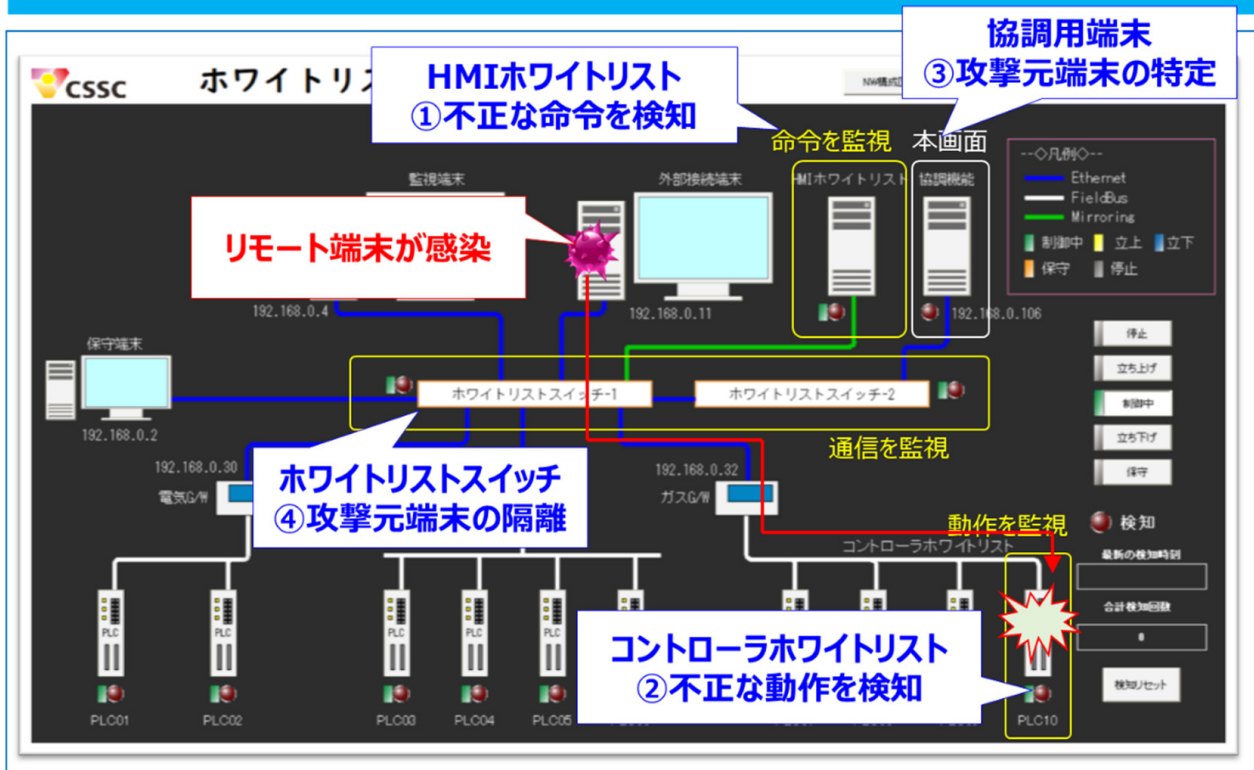 協調用端末
③攻撃元端末の特定
CSSC
ホワイトリス
HMIホワイトリスト
①不正な命令を検知
NW構成図
命令を監視
本画面
監視端末
外部接続端末
HMIホワイトリスト
協調機能
--◇凡例◇--
Ethernet
FieldBus
Mirroring
制御中
立上
立下
保守
停止
リモート端末が感染
192.168.0.4
192.168.0.11
192.168.0.106
保守端末
192.168.0.2
ホワイトリストスイッチ-1
ホワイトリストスイッチ-2
通信を監視
停止
立ち上げ
制御中
立ち下げ
保守
192.168.0.30
電気G/W
192.168.0.32
ガスG/W
ホワイトリストスイッチ
④攻撃元端末の隔離
動作を監視
コントローラホワイトリスト
検知
最新の検知時刻
合計検知回数
0
検知リセット
PLC
PLC
PLC
PLC
PLC
コントローラホワイトリスト
②不正な動作を検知
PLC01
PLC02
PLC03
PLC04
PLC05
PLC10